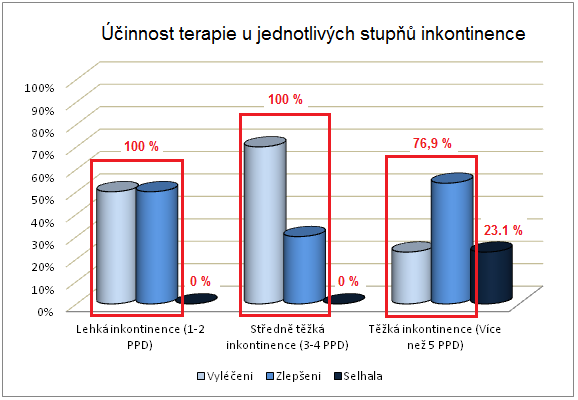 Účinnost terapie u jednotlivých stupňů inkontinence
100%
90%
80%
70%
60%
50%
40%
30%
20%
10%
0%
100 %
0 %
100 %
0 %
76,9 %
23.1 %
Lehká inkontinence (1-2
PPD)
Středně těžká
inkontinence (3-4 PPD)
Těžká inkontinence (Více
než 5 PPD)
Vyléčeni
Zlepšeni
Selhala